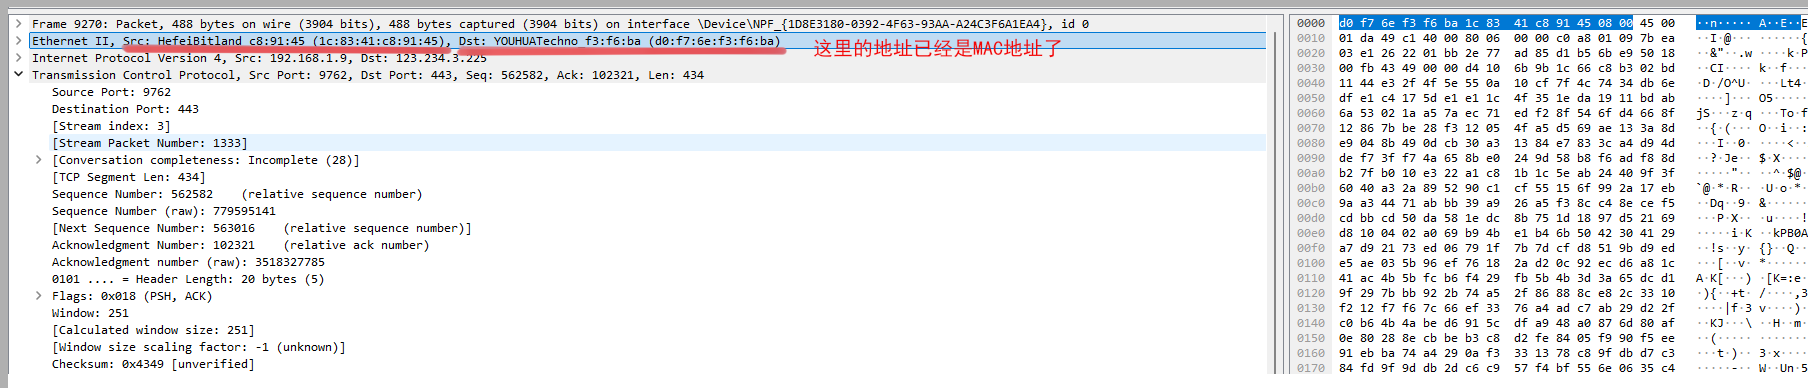 Frame 9270: Packet, 488 bytes on wire (3904 bits), 488 bytes captured (3904 bits) on interface \Device\NPF_{1D8E3180-0392-4F63-93AA-A24C3F6A1EA4}, id 0
Ethernet II, Src: HefeiBitland_c8:91:45 (1c:83:41:c8:91:45), Dst: YOUHUATechno_f3:f6:ba (d0:f7:6e:f3:f6:ba)
这里的地址已经是MAC地址了
Internet Protocol Version 4, Src: 192.168.1.9, Dst: 123.234.3.225
Transmission Control Protocol, Src Port: 9762, Dst Port: 443, Seq: 562582, Ack: 102321, Len: 434
Source Port: 9762
Destination Port: 443
[Stream index: 3]
[Stream Packet Number: 1333]
[Conversation completeness: Incomplete (28)]
[TCP Segment Len: 434]
Sequence Number: 562582    (relative sequence number)
Sequence Number (raw): 779595141
[Next Sequence Number: 563016    (relative sequence number)]
Acknowledgment Number: 102321    (relative ack number)
Acknowledgment number (raw): 3518327785
0101 .... = Header Length: 20 bytes (5)
Flags: 0x018 (PSH, ACK)
Window: 251
[Calculated window size: 251]
[Window size scaling factor: -1 (unknown)]
Checksum: 0x4349 [unverified]
0000 d0 f7 6e f3 f6 ba 1c 83 41 c8 91 45 08 00 45 00
0010 01 da 49 c1 40 00 80 06 00 00 c0 a8 01 09 7b ea
0020 03 e1 26 22 01 bb 2e 77 ad 85 d1 b5 6b e9 50 18
0030 00 fb 43 49 00 00 d4 10 6b 9b 1c 66 c8 b3 02 bd
0040 11 44 e3 2f 4f 5e 55 0a 10 cf 7f 4c 74 34 db 6e
0050 df e1 c4 17 5d e1 e1 1c 4f 35 1e da 19 11 bd ab
0060 6a 53 02 1a a5 7a ec 71 ed f2 8f 54 6f d4 66 8f
0070 12 86 7b be 28 f3 12 05 4f a5 d5 69 ae 13 3a 8d
0080 e9 04 8b 49 0d cb 30 a3 13 84 e7 83 3c a4 d9 4d
0090 de f7 3f f7 4a 65 8b e0 24 9d 58 b8 f6 ad f8 8d
00a0 b2 7f b0 10 e3 22 a1 c8 1b 1c 5e ab 24 40 9f 3f
00b0 60 40 a3 2a 89 52 90 c1 cf 55 15 6f 99 2a 17 eb
00c0 9a a3 44 71 ab bb 39 a9 26 a5 f3 8c c4 8e ce f5
00d0 cd bb cd 50 da 58 1e dc 8b 75 1d 18 97 d5 21 69
00e0 d8 10 04 02 a0 69 b9 4b e1 b4 6b 50 42 30 41 29
00f0 a7 d9 21 73 ed 06 79 1f 7b 7d cf d8 51 9b d9 ed
0100 e5 ae 03 5b 96 ef 76 18 2a d2 0c 92 ec d6 a8 1c
0110 41 ac 4b 5b fc b6 f4 29 fb 5b 4b 3d 3a 65 dc d1
0120 9f 29 7b bb 92 2b 74 a5 2f 86 88 8c e8 2c 33 10
0130 f2 12 f7 f6 7c 66 ef 33 76 a4 ad c7 ab 29 d2 2f
0140 c0 b6 4b 4a be d6 91 5c df a9 48 a0 87 6d 80 af
0150 0e 80 28 8e cb be b3 c8 d2 fe 84 05 f9 90 f5 ee
0160 91 eb ba 74 a4 29 0a f3 33 13 78 c8 9f db d7 c3
0170 84 fd 9f 9d db 2d c6 c9 57 f4 bf 55 6e 06 35 c4